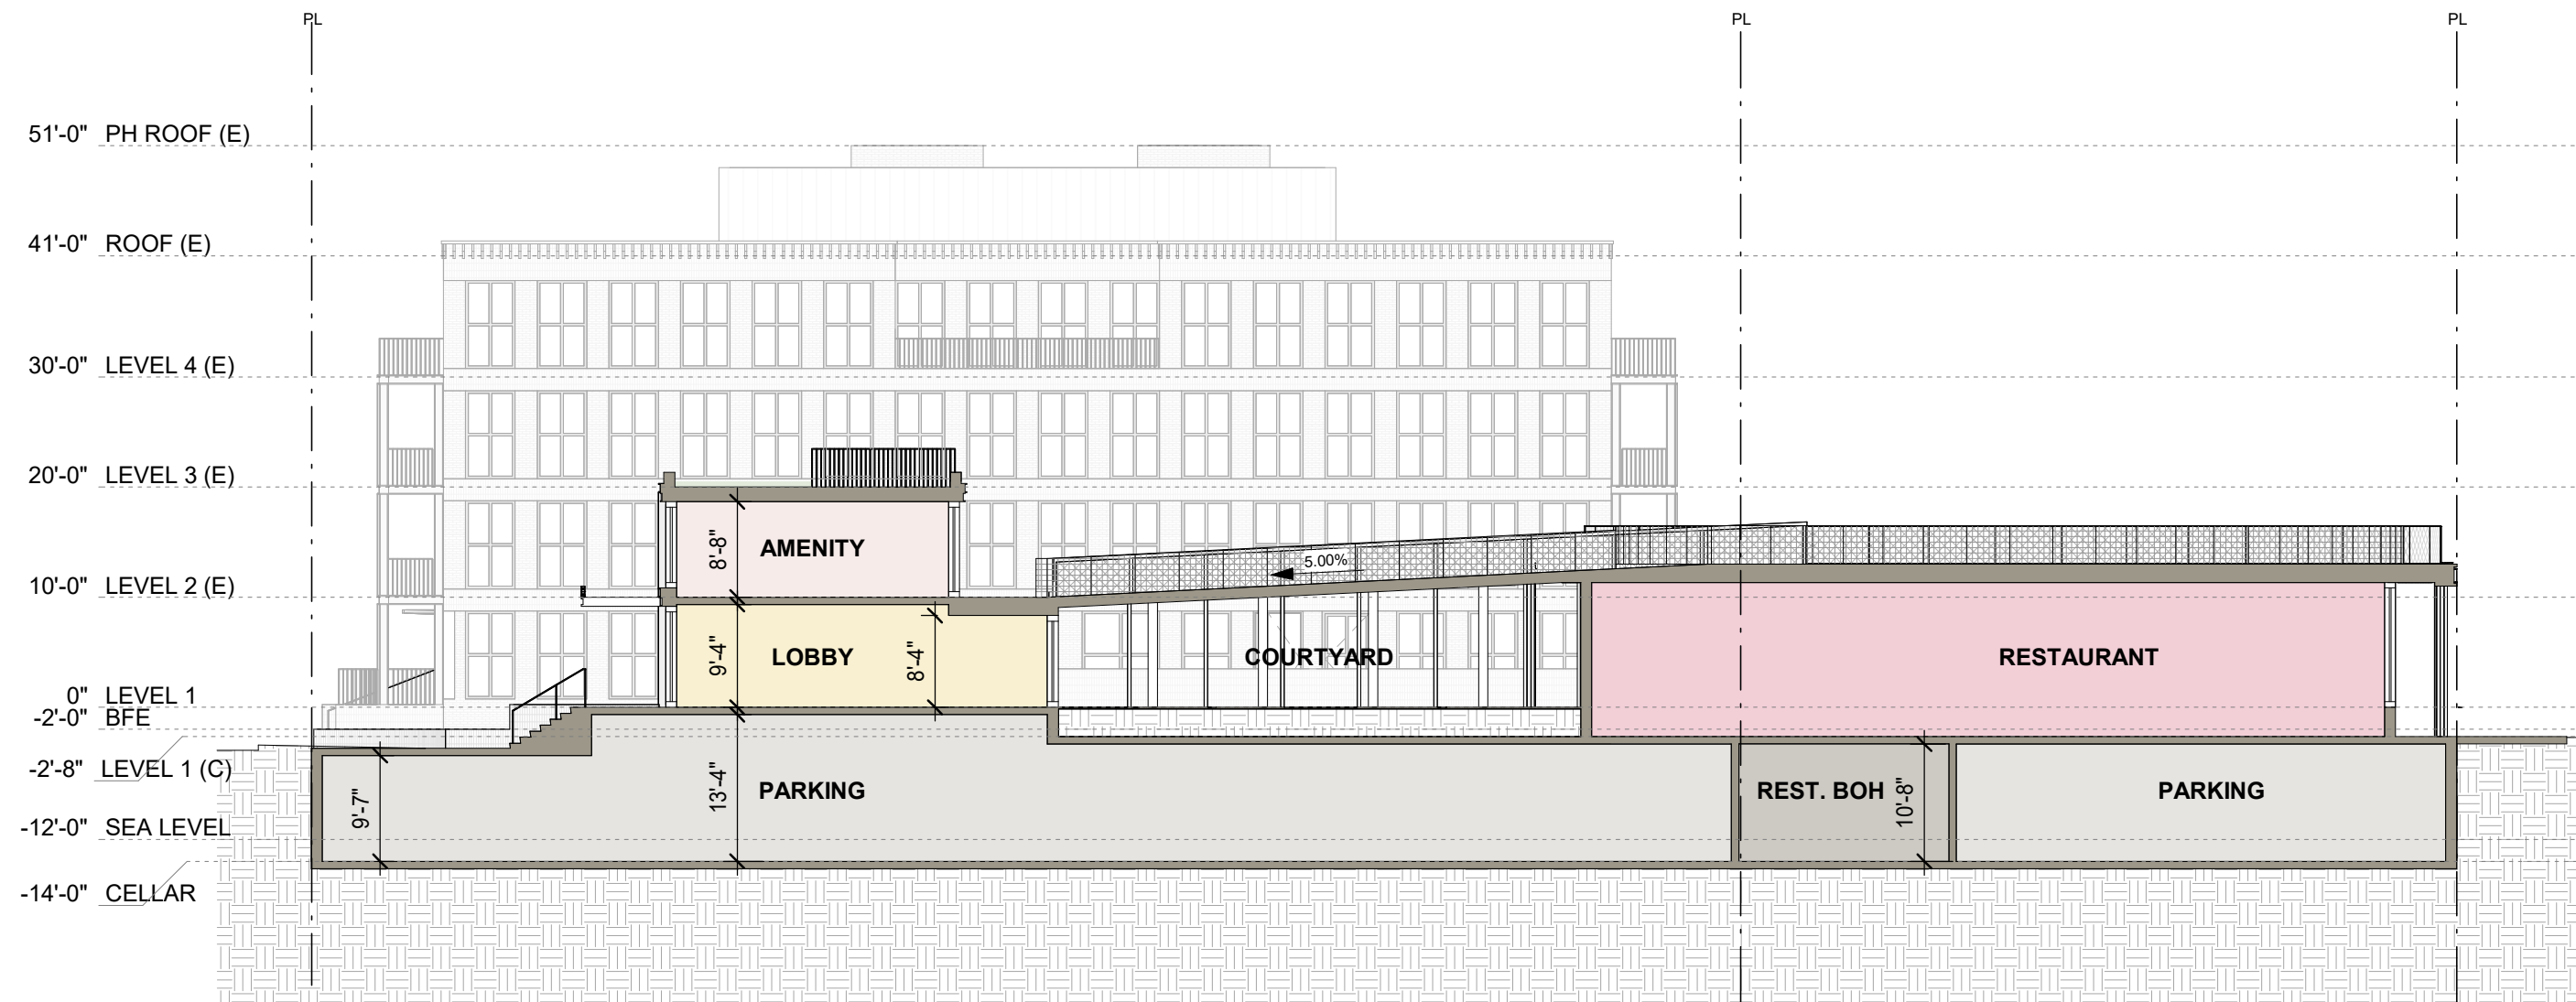 PL
PL
PL
51'-0" PH ROOF (E)
41'-0" ROOF (E)
30'-0" LEVEL 4 (E)
20'-0" LEVEL 3 (E)
8'-8"
AMENITY
5.00%
10'-0" LEVEL 2 (E)
9'-4"
LOBBY
8'-4"
COURTYARD
RESTAURANT
0" LEVEL 1
-2'-0" BFE
-2'-8" LEVEL 1 (C)
9'-7"
13'-4"
PARKING
REST. BOH
10'-8"
PARKING
-12'-0" SEA LEVEL
-14'-0" CELLAR